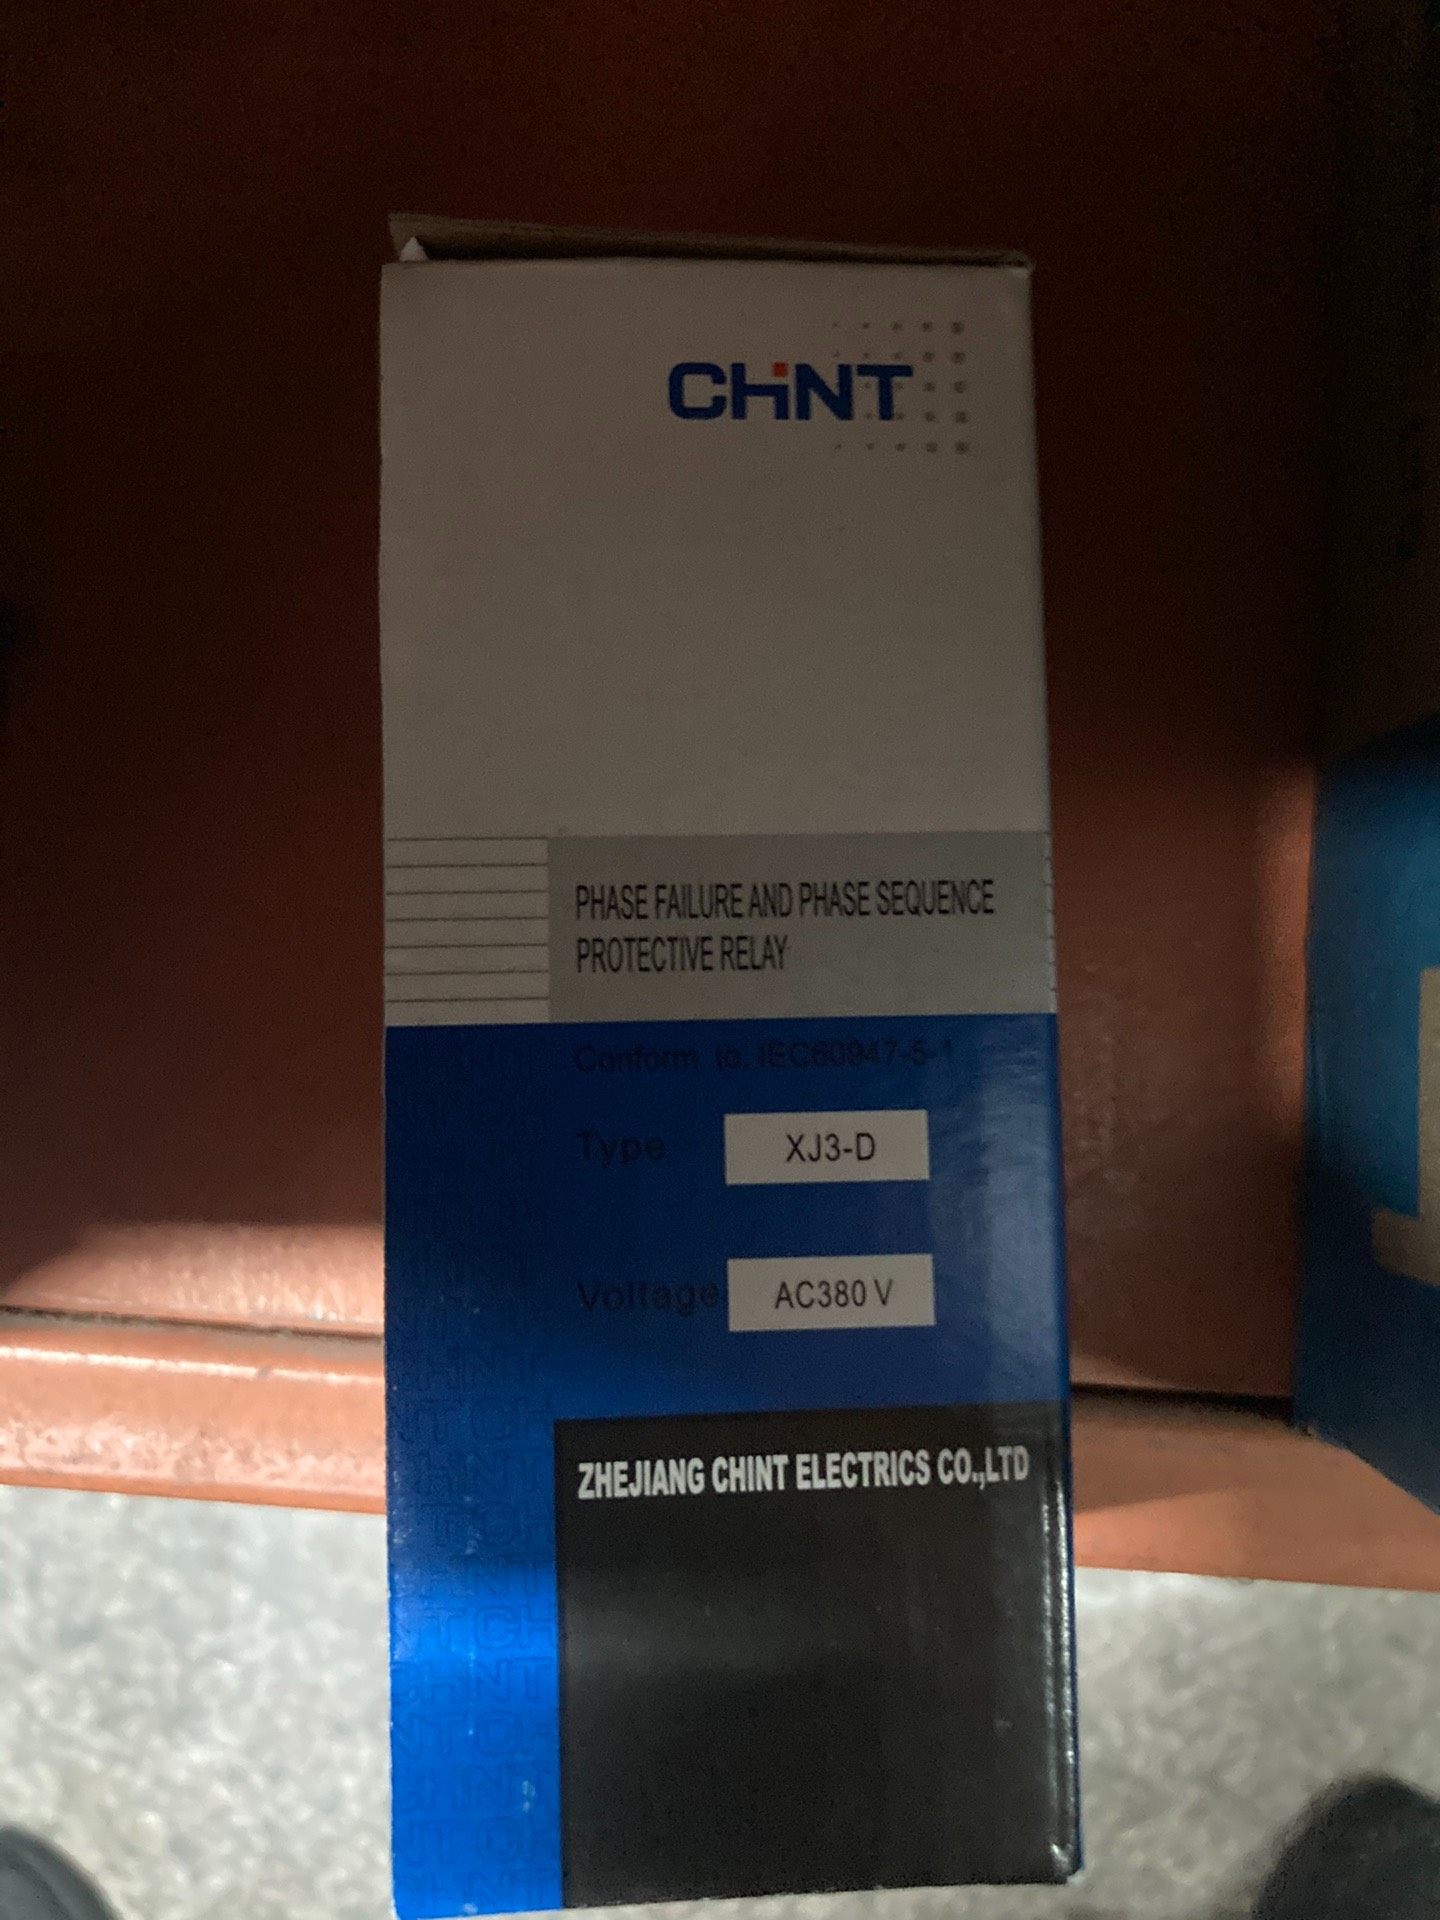 CHNT
PHASE FAILURE AND PHASE SEQUENCE
PROTECTIVE RELAY
Conform to: IEC60947-5-1
Type XJ3-D
Voltage AC380 V
ZHEJIANG CHINT ELECTRICS CO.,LTD